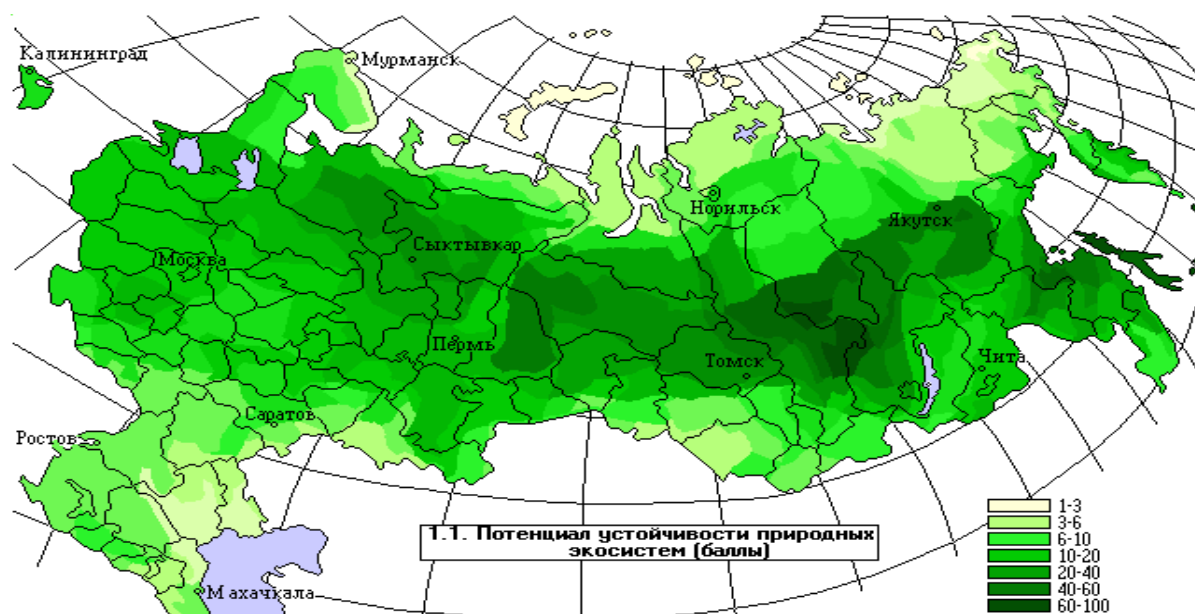 Калининград
Мурманск
Норильск
Якутск
Сыктывкар
Москва
Пермь
Томск
Чита
Саратов
Ростов
Махачкала
1.1. Потенциал устойчивости природных
экосистем (баллы)
1-3
3-6
6-10
10-20
20-40
40-60
60-100